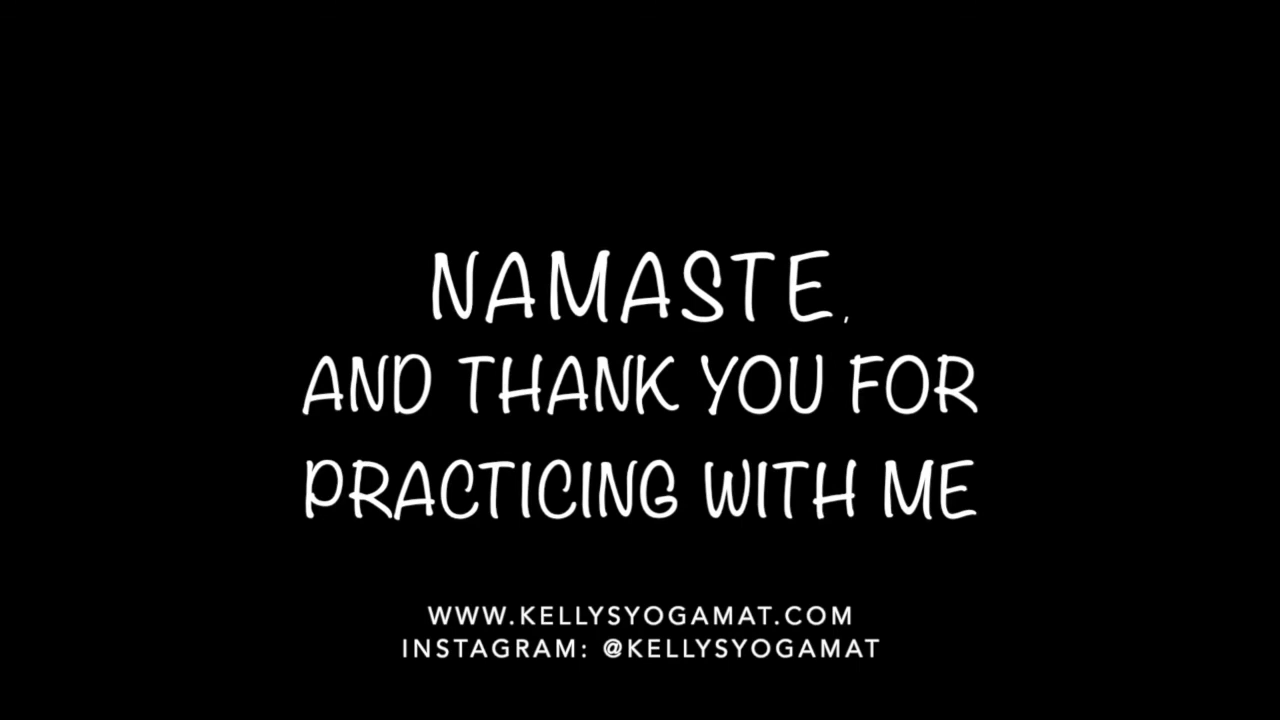 NAMASTE,
AND THANK YOU FOR
PRACTICING WITH ME
WWW.KELLYSYOGAMAT.COM
INSTAGRAM: @KELLYSYOGAMAT